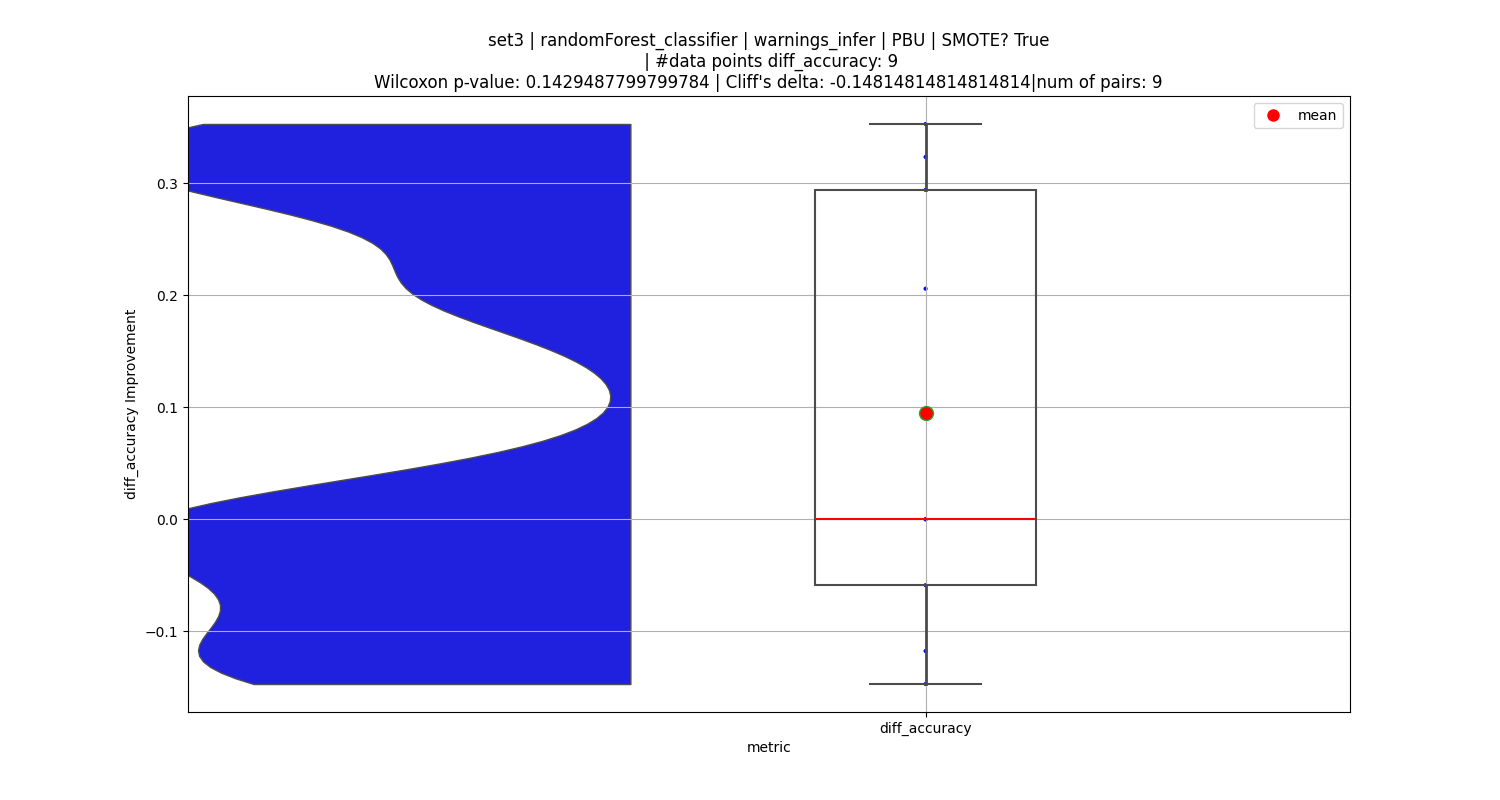 set3 | randomForest_classifier | warnings_infer | PBU | SMOTE? True
| #data points diff_accuracy: 9
Wilcoxon p-value: 0.1429487799799784 | Cliff's delta: -0.14814814814814814|num of pairs: 9
mean
0.3
0.2
0.1
0.0
−0.1
diff_accuracy Improvement
diff_accuracy
metric